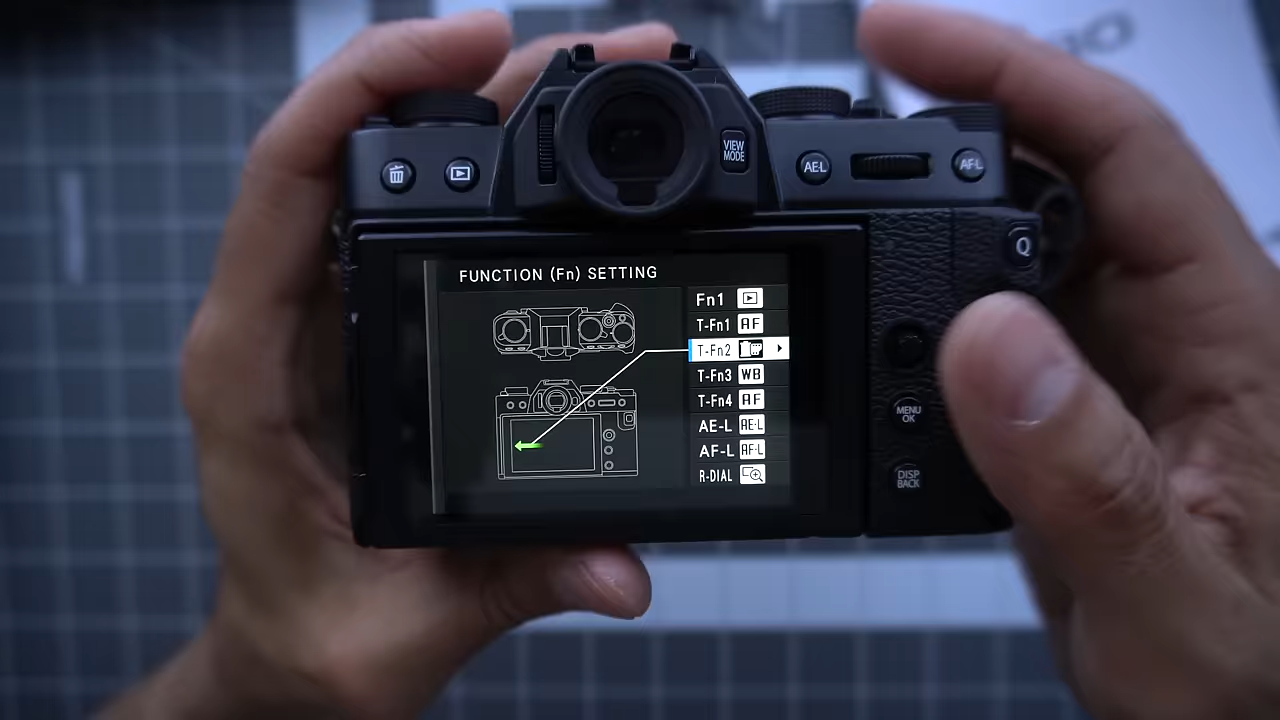 VIEW
MODE
AE-L
AF-L
Q
FUNCTION (Fn) SETTING
Fn1
T-Fn1 AF
T-Fn2
T-Fn3 WB
T-Fn4 AF
AE-L AE-L
AF-L AF-L
R-DIAL
MENU
OK
DISP
BACK